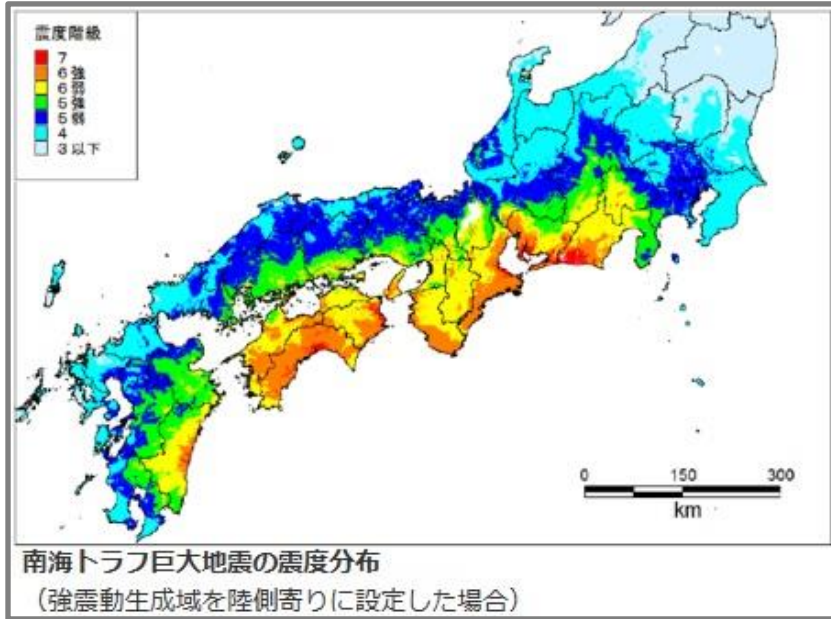 震度階級
7
6強
6弱
5強
5弱
4
3以下
0 150 300
km
南海トラフ巨大地震の震度分布
（強震動生成域を陸側寄りに設定した場合）